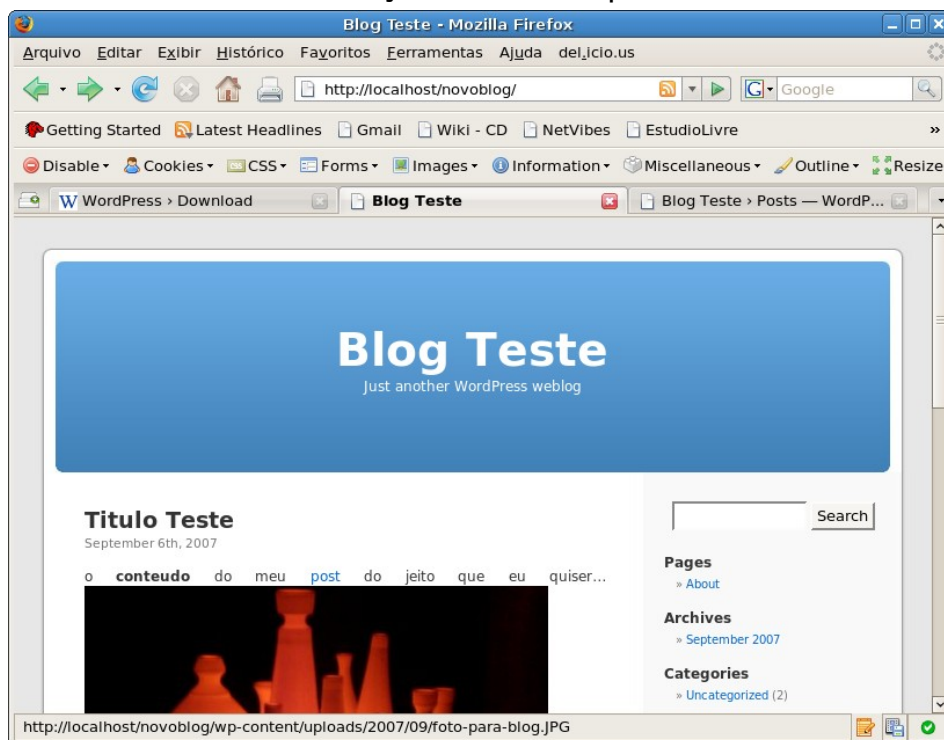 Blog Teste - Mozilla Firefox
Arquivo Editar Exibir Histórico Favoritos Ferramentas Ajuda del.icio.us
http://localhost/novoblog/ G Google
Getting Started Latest Headlines Gmail Wiki - CD NetVibes EstudioLivre »
Disable Cookies CSS Forms Images Information Miscellaneous Outline Resize
W WordPress › Download Blog Teste Blog Teste › Posts — WordP...
Blog Teste
Just another WordPress weblog
Titulo Teste
September 6th, 2007
o conteudo do meu post do jeito que eu quiser...
Search
Pages
» About
Archives
» September 2007
Categories
» Uncategorized (2)
http://localhost/novoblog/wp-content/uploads/2007/09/foto-para-blog.JPG